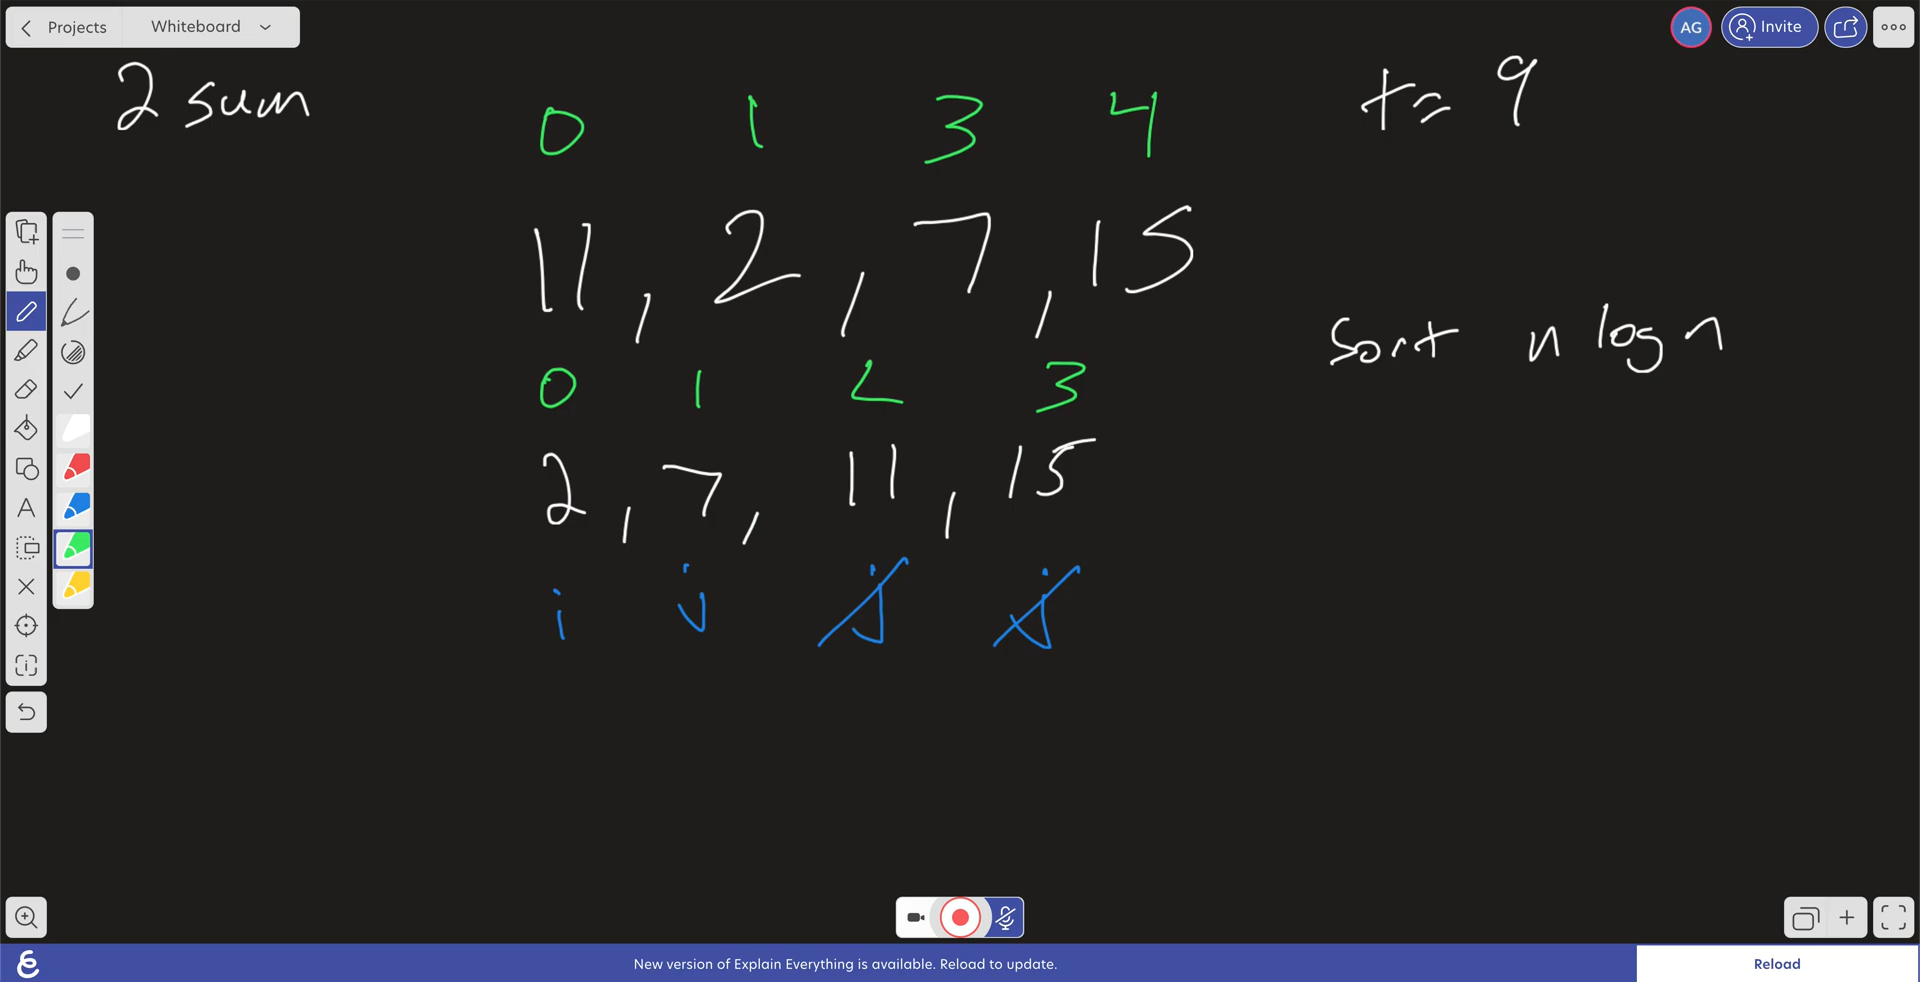 Projects Whiteboard AG Invite
2 sum
t = 9
0 1 3 4
11, 2, 7, 15
sort n log n
0 1 2 3
2, 7, 11, 15
i j j j
A
New version of Explain Everything is available. Reload to update. Reload